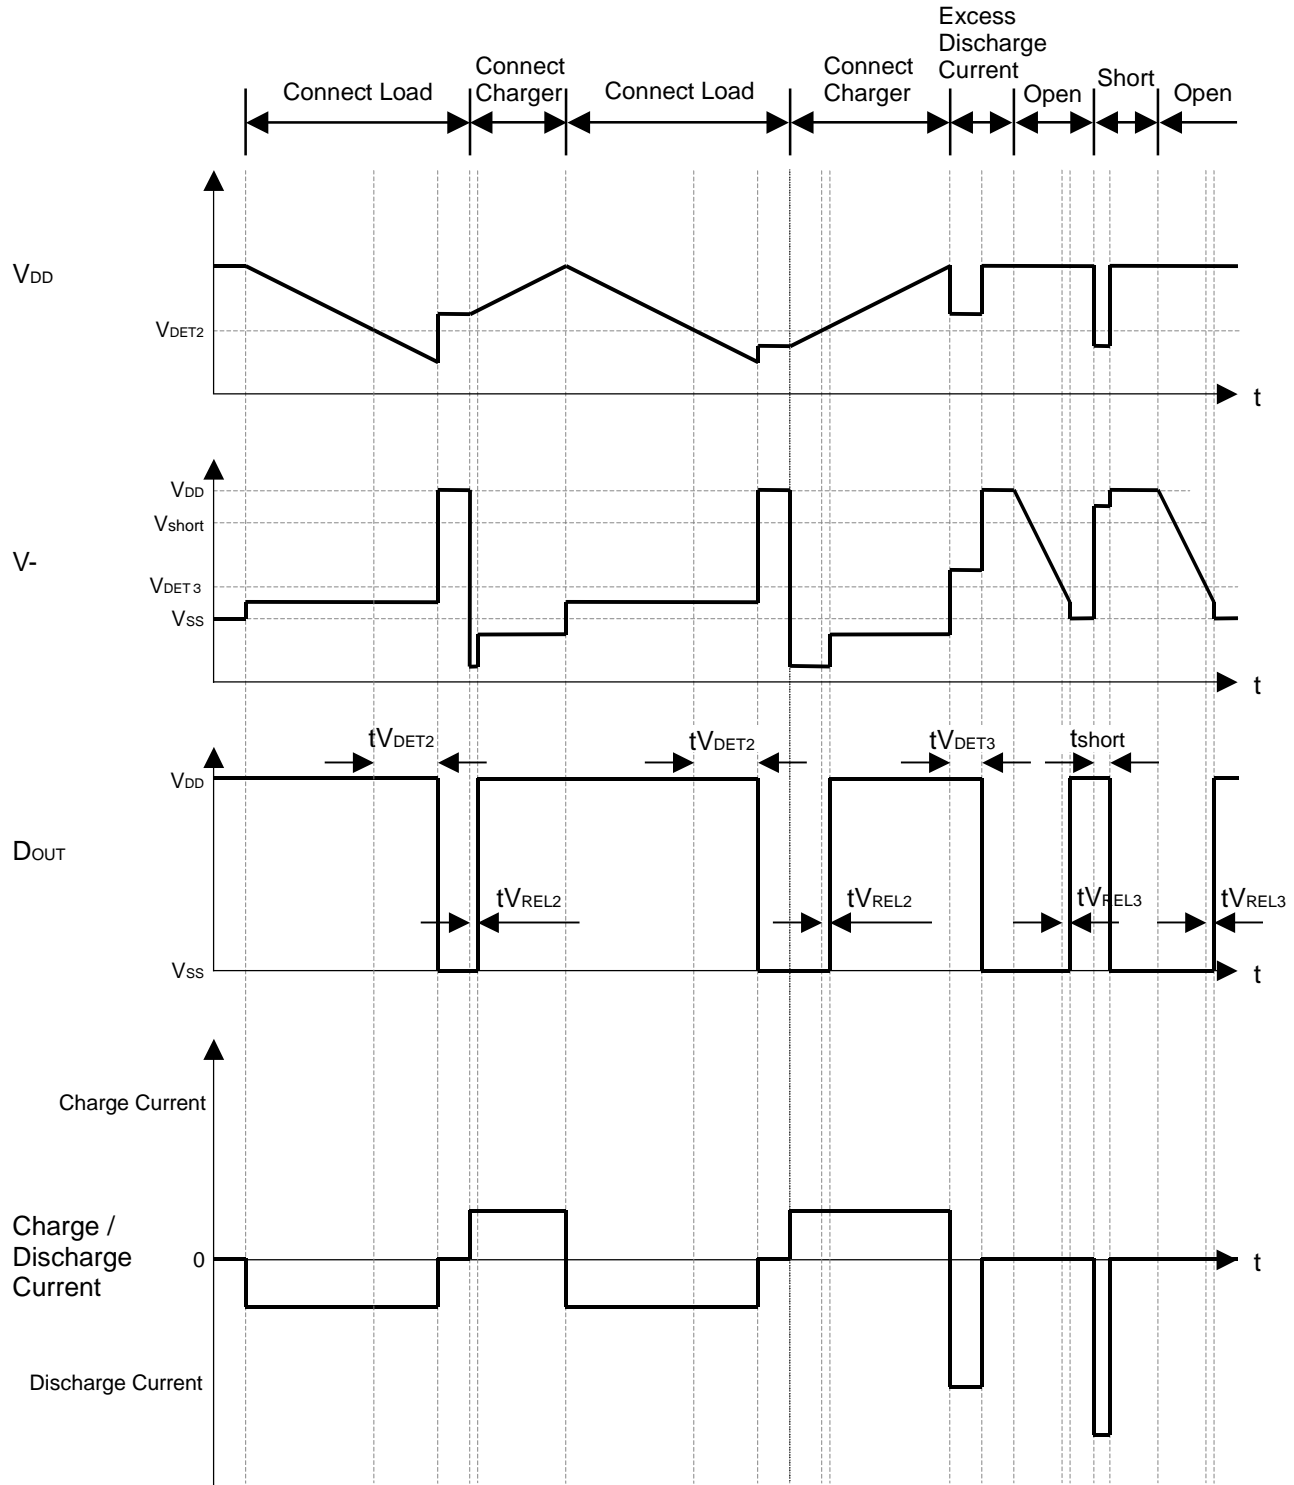 Excess
Discharge
Current
Connect Load
Connect
Charger
Connect Load
Connect
Charger
Open
Short
Open
VDD
VDET2
t
VDD
Vshort
V-
VDET3
VSS
t
tVDET2
tVDET2
tVDET3
tshort
VDD
DOUT
tVREL2
tVREL2
tVREL3
tVREL3
VSS
t
Charge Current
Charge /
Discharge
Current
0
t
Discharge Current